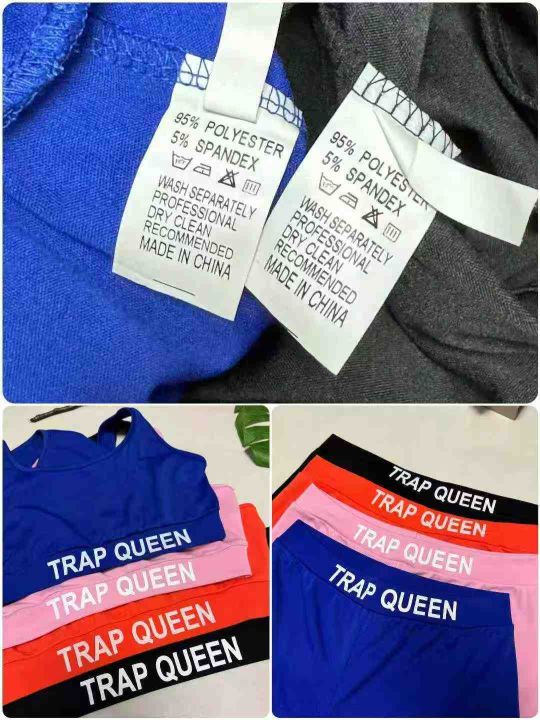 95% POLYESTER
5% SPANDEX
WASH SEPARATELY
PROFESSIONAL
DRY CLEAN
RECOMMENDED
MADE IN CHINA
95% POLYESTER
5% SPANDEX
WASH SEPARATELY
PROFESSIONAL
DRY CLEAN
RECOMMENDED
MADE IN CHINA
TRAP QUEEN
TRAP QUEEN
TRAP QUEEN
TRAP QUEEN
TRAP QUEEN
TRAP QUEEN
TRAP QUEEN
TRAP QUEEN